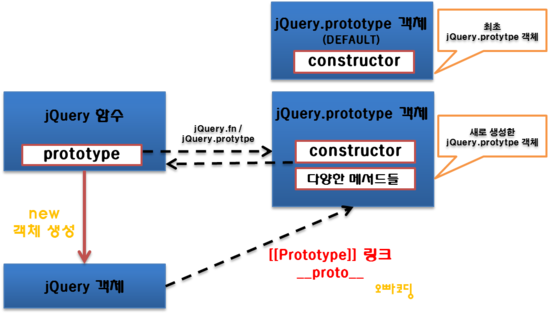 jQuery.prototype 객체
(DEFAULT)
constructor
최초
jQuery.protytpe 객체
jQuery 함수
prototype
jQuery.fn /
jQuery.protytpe
jQuery.prototype 객체
constructor
다양한 메서드들
새로 생성한
jQuery.protytpe 객체
new
객체 생성
jQuery 객체
[[Prototype]] 링크
__proto__
오빠코딩